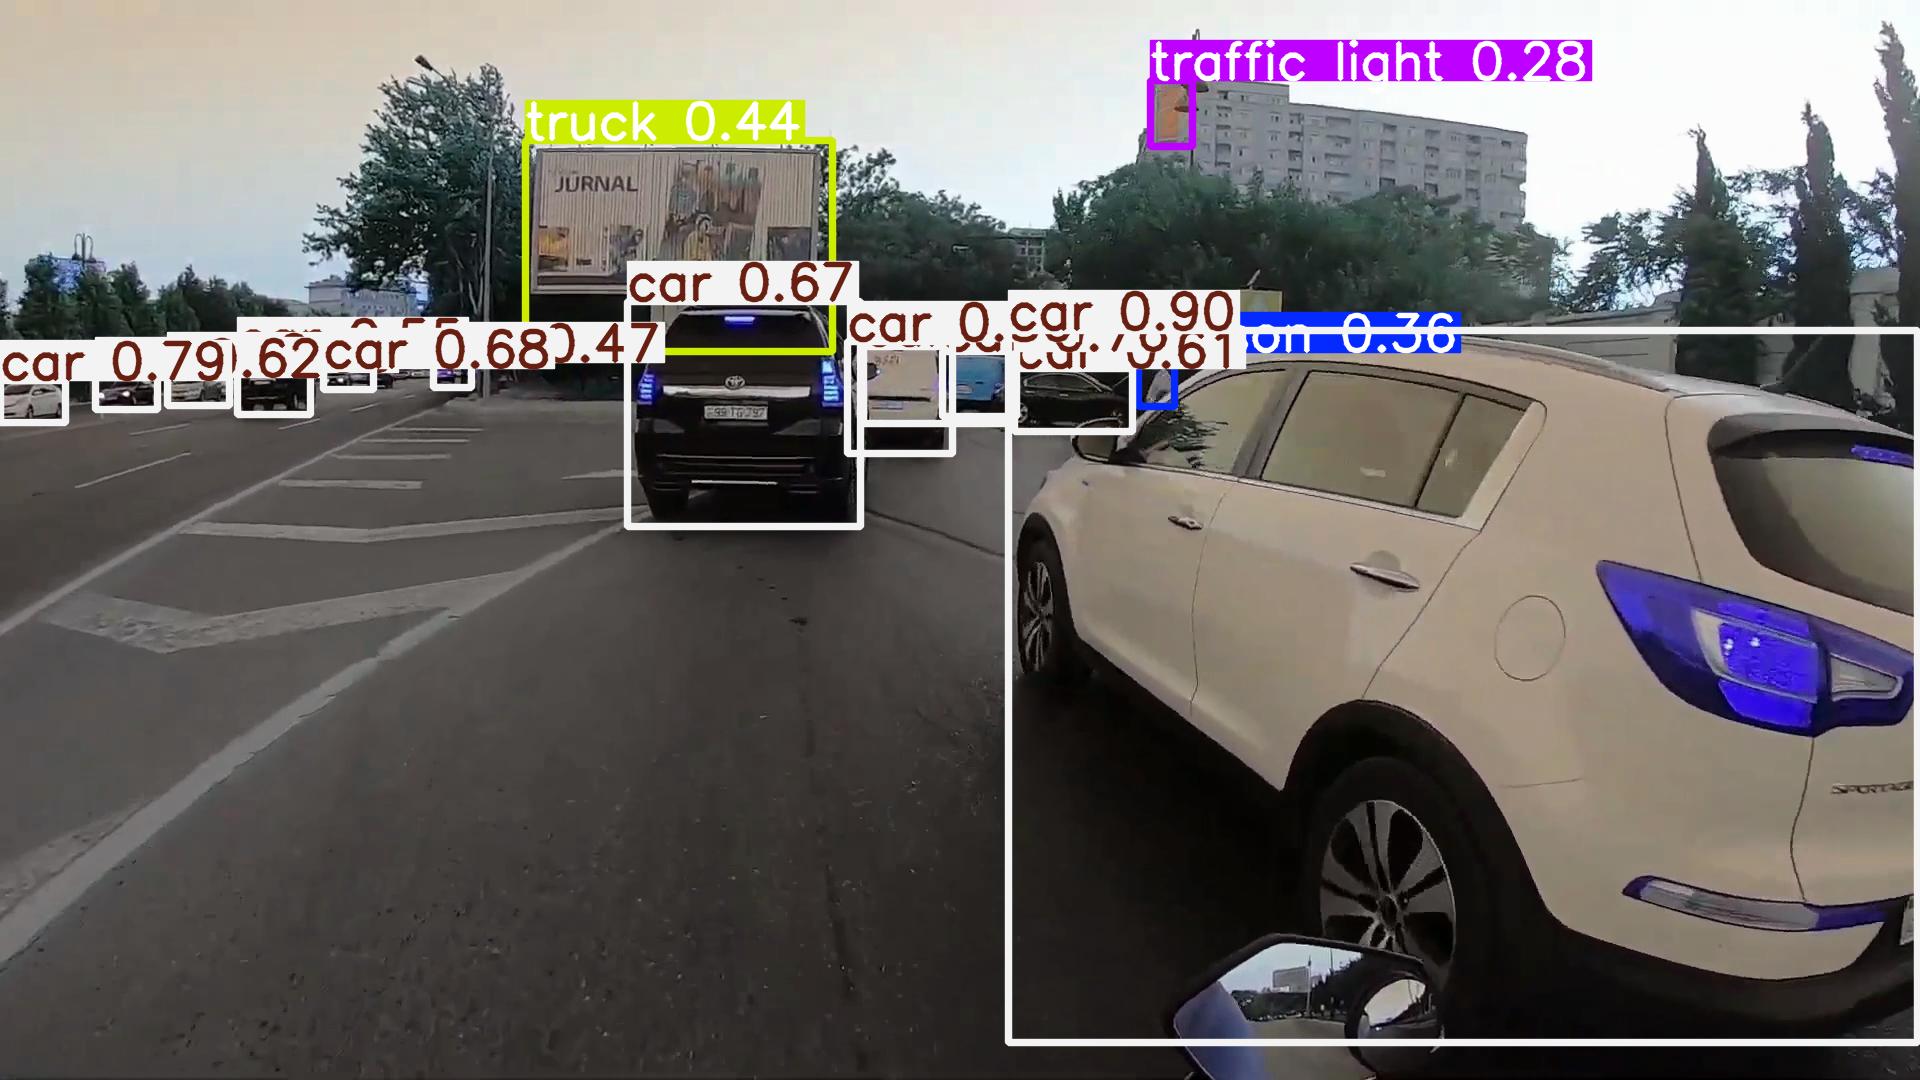 traffic light 0.28
truck 0.44
JURNAL
car 0.67
car 0.90
car 0.
on 0.36
0.61
car 0.79
.62
car 0.68
0.47
SPORTAGE